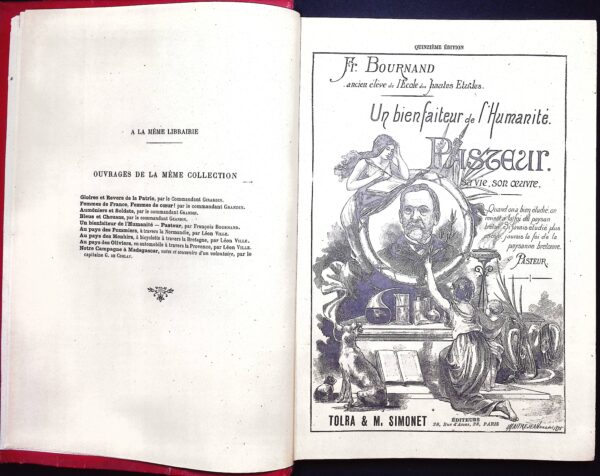 A LA MÊME LIBRAIRIE
OUVRAGES DE LA MÊME COLLECTION
Gloires et Revers de la Patrie, par le Commandant GRANDIN.
Femmes de France, Femmes de cœur! par le commandant GRANDIN.
Aumôniers et Soldats, par le commandant GRANDIN.
Bleus et Chouans, par le commandant GRANDIN.
Un bienfaiteur de l'Humanité — Pasteur, par François BOURNAND.
Au pays des Pommiers, à travers la Normandie, par Léon VILLE.
Au pays des Menhirs, à bicyclette à travers la Bretagne, par Léon VILLE.
Au pays des Oliviers, en automobile à travers la Provence, par Léon VILLE.
Notre Campagne à Madagascar, notes et souvenirs d'un volontaire, par le
capitaine G. de
QUINZIÈME ÉDITION
Fr. BOURNAND
ancien élève de l'École des Hautes Etudes.
Un bienfaiteur de l'Humanité.
PASTEUR.
sa vie, son œuvre.
Quand on a bien étudié, on
la foi du paysan
breton. Si j'avais étudié plus
j'aurais la foi de la
paysanne bretonne.
PASTEUR.
TOLRA & M. SIMONET
ÉDITEURS
28, Rue d'Assas, 28, PARIS